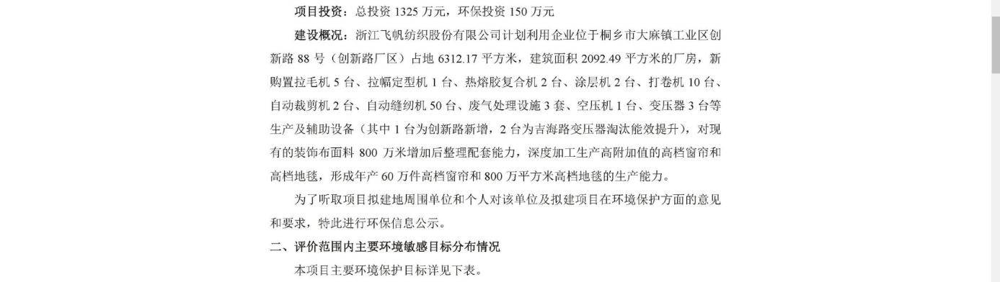 项目投资：总投资 1325 万元，环保投资 150 万元
建设概况：浙江飞帆纺织股份有限公司计划利用企业位于桐乡市大麻镇工业区创
新路 88 号（创新路厂区）占地 6312.17 平方米，建筑面积 2092.49 平方米的厂房，新
购置拉毛机 5 台、拉幅定型机 1 台、热熔胶复合机 2 台、涂层机 2 台、打卷机 10 台、
自动裁剪机 2 台、自动缝纫机 50 台、废气处理设施 3 套、空压机 1 台、变压器 3 台等
生产及辅助设备（其中 1 台为创新路新增，2 台为吉海路变压器淘汰能效提升），对现
有的装饰布面料 800 万米增加后整理配套能力，深度加工生产高附加值的高档窗帘和
高档地毯，形成年产 60 万件高档窗帘和 800 万平方米高档地毯的生产能力。
为了听取项目拟建地周围单位和个人对该单位及拟建项目在环境保护方面的意见
和要求，特此进行环保信息公示。
二、评价范围内主要环境敏感目标分布情况
本项目主要环境保护目标详见下表。